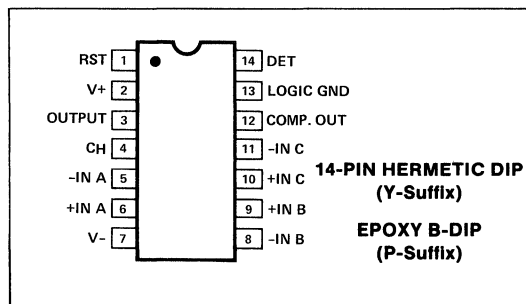 RST 1 14 DET
V+ 2 13 LOGIC GND
OUTPUT 3 12 COMP. OUT
CH 4 11 -IN C
-IN A 5 10 +IN C
+IN A 6 9 +IN B
V- 7 8 -IN B
14-PIN HERMETIC DIP
(Y-Suffix)
EPOXY B-DIP
(P-Suffix)